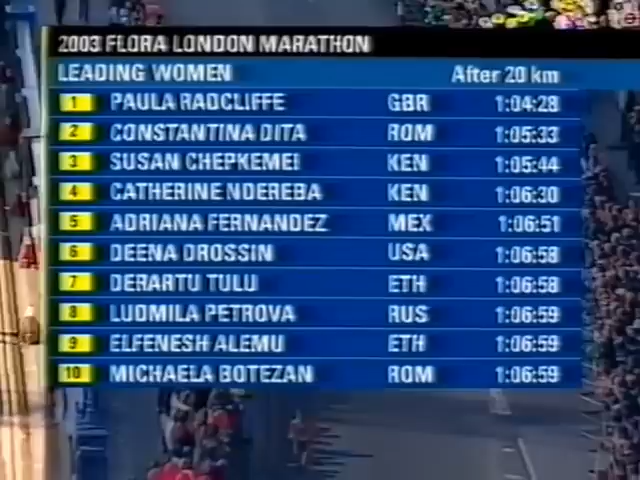 2003 FLORA LONDON MARATHON
LEADING WOMEN After 20 km
1 PAULA RADCLIFFE GBR 1:04:28
2 CONSTANTINA DITA ROM 1:05:33
3 SUSAN CHEPKEMEI KEN 1:05:44
4 CATHERINE NDEREBA KEN 1:06:30
5 ADRIANA FERNANDEZ MEX 1:06:51
6 DEENA DROSSIN USA 1:06:58
7 DERARTU TULU ETH 1:06:58
8 LUDMILA PETROVA RUS 1:06:59
9 ELFENESH ALEMU ETH 1:06:59
10 MICHAELA BOTEZAN ROM 1:06:59